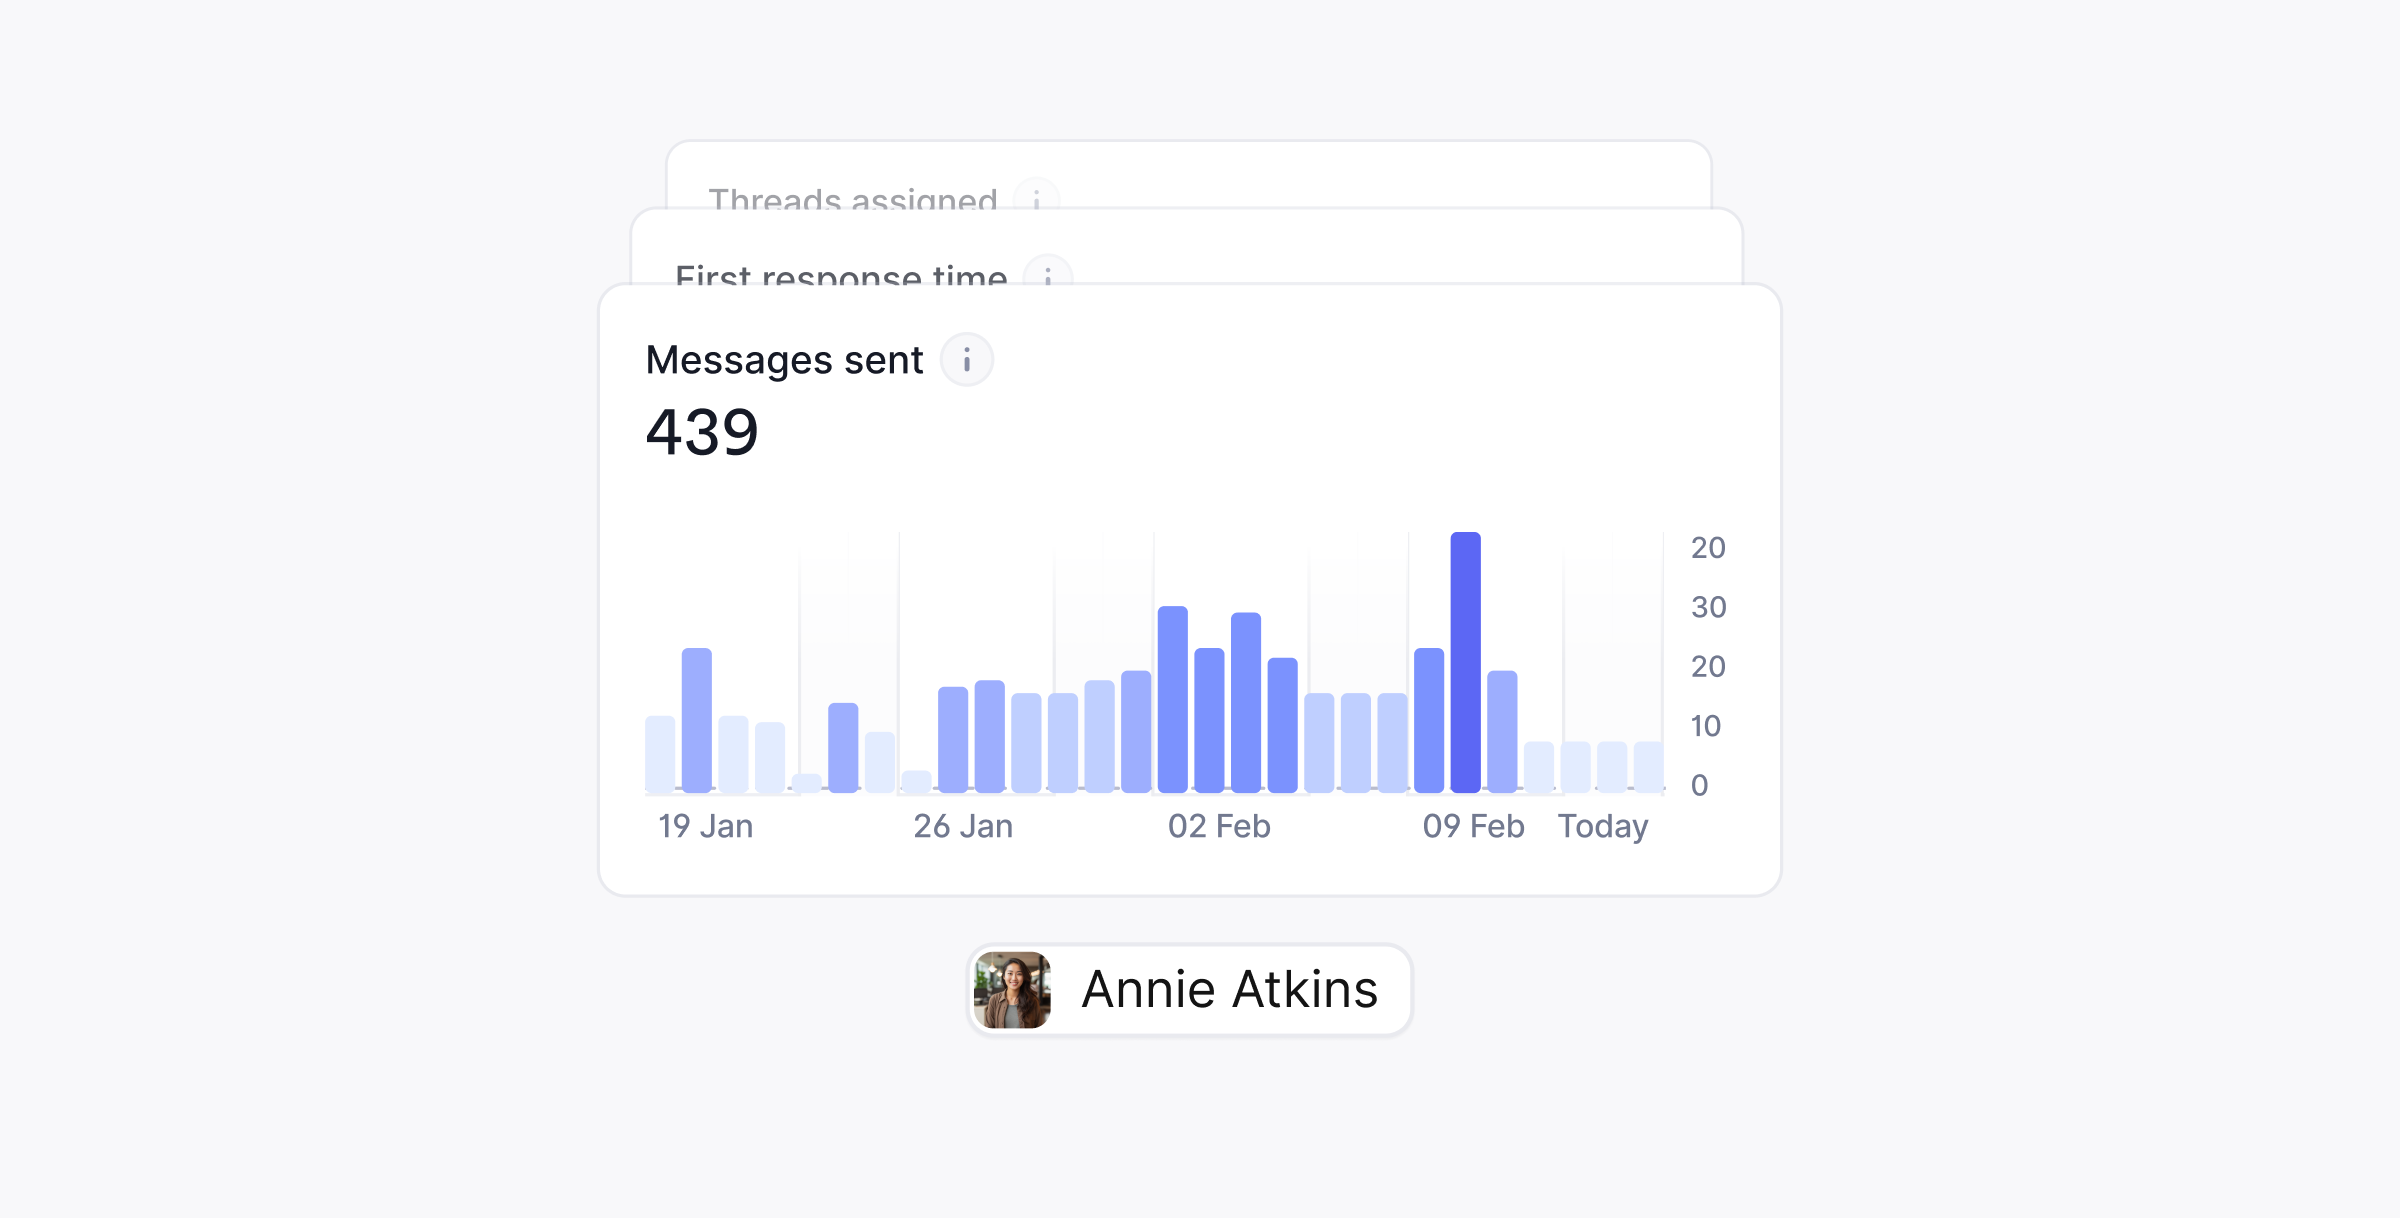 Threads assigned
First response time
Messages sent
439
20
30
20
10
0
19 Jan 26 Jan 02 Feb 09 Feb Today
Annie Atkins